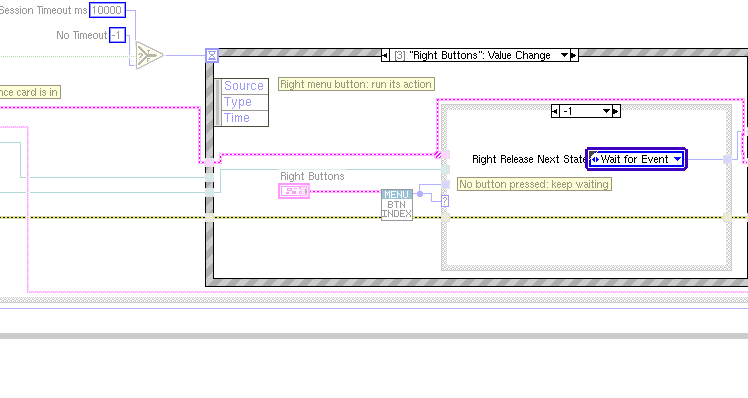 Session Timeout ms 10000
No Timeout -1
? T F
[3] "Right Buttons": Value Change
nce card is in
Source
Type
Time
Right menu button: run its action
-1
Right Release Next State
Wait for Event
Right Buttons
No button pressed: keep waiting
MENU
BTN
INDEX
?